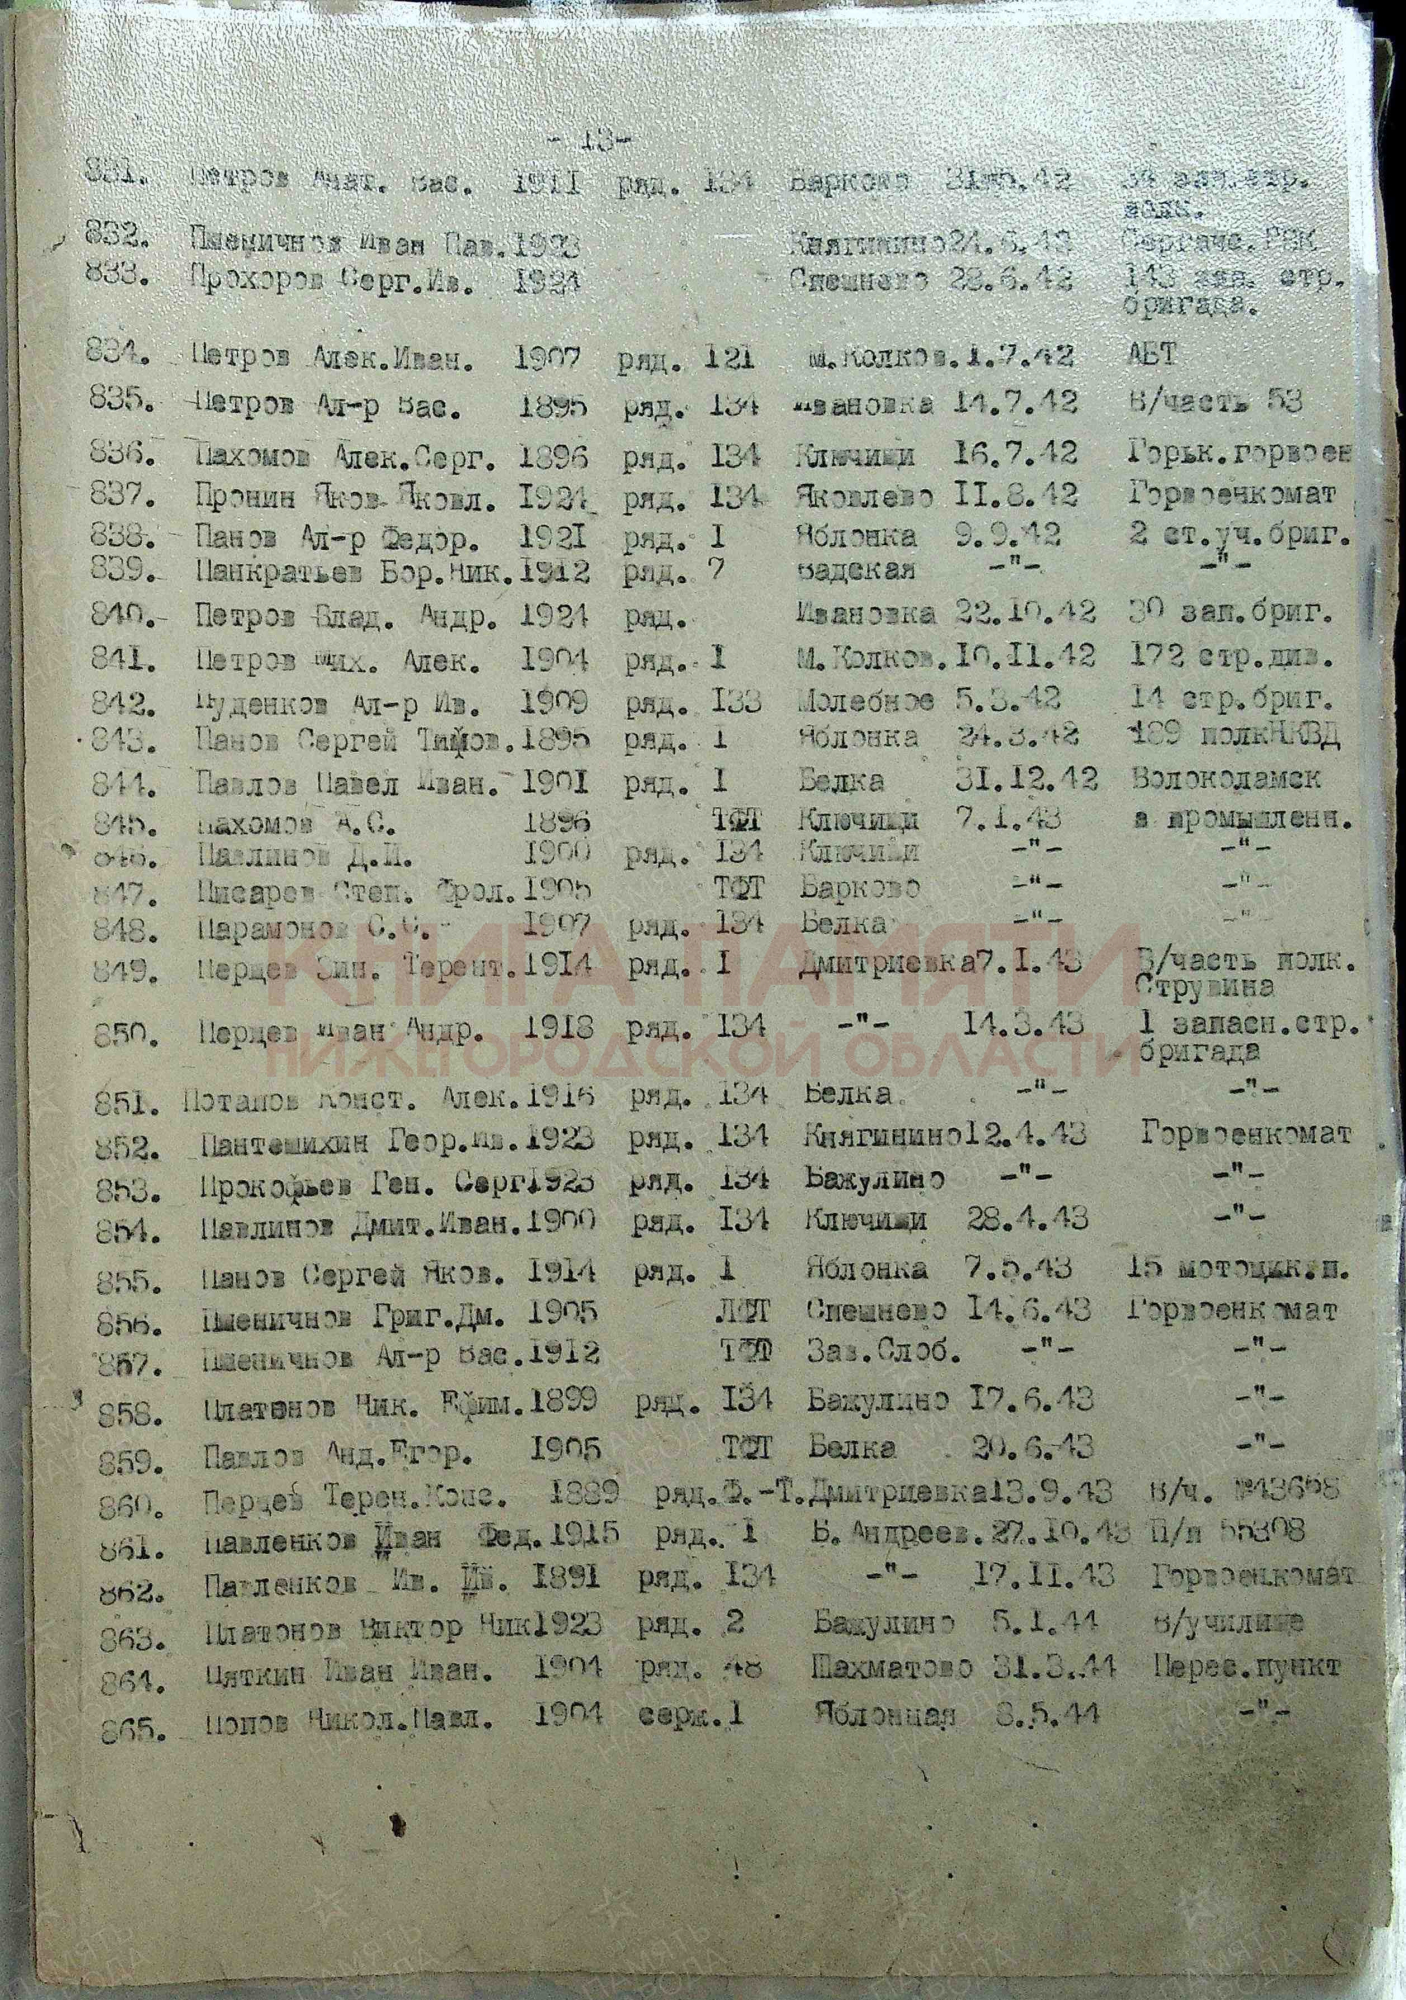 - 13-
831. Петров Анат. Вас. 1911 ряд. 134 Барково 31.5.42 34 зап.стр.
полк.
832. Пшеничнов Иван Пав.1923 Княгинино24.6.43 Сергач.РВК
833. Прохоров Серг.Ив. 1924 Спешнево 28.6.42 143 зап. стр.
бригада.
834. Петров Алек.Иван. 1907 ряд. 121 М.Колков.1.7.42 АБТ
835. Петров Ал-р Вас. 1895 ряд. 134 Ивановка 14.7.42 В/часть 53
836. Пахомов Алек.Серг. 1896 ряд. 134 Ключищи 16.7.42 Горьк.горвоен
837. Пронин Яков Яковл. 1924 ряд. 134 Яковлево 11.8.42 Горвоенкомат
838. Панов Ал-р Федор. 1921 ряд. 1 Яблонка 9.9.42 2 ст.уч.бриг.
839. Панкратьев Бор.Ник.1912 ряд. 7 Вадская -"- -"-
840. Петров Влад. Андр. 1924 ряд. Ивановка 22.10.42 30 зап.бриг.
841. Петров Мих. Алек. 1904 ряд. 1 М.Колков.10.11.42 172 стр.див.
842. Пуденков Ал-р Ив. 1909 ряд. 133 Молебное 5.3.42 14 стр.бриг.
843. Панов Сергей Тимов.1895 ряд. 1 Яблонка 24.3.42 189 полкНКВД
844. Павлов Павел Иван. 1901 ряд. 1 Белка 31.12.42 Волоколамск
845. Пахомов А.С. 1896 ТФТ Ключищи 7.1.43 в промышленн.
846. Павлинов Д.И. 1900 ряд. 134 Ключищи -"- -"-
847. Писарев Степ. Фрол.1905 ТФТ Барково -"- -"-
848. Парамонов С.С. 1907 ряд. 134 Белка -"- -"-
849. Перцев Зин. Терент.1914 ряд. 1 Дмитриевка7.1.43 В/часть полк.
Струвина
850. Перцев Иван Андр. 1918 ряд. 134 -"- 14.3.43 1 запасн.стр.
бригада
851. Потапов Конст. Алек.1916 ряд. 134 Белка -"- -"-
852. Пантешихин Геор.Ив.1923 ряд. 134 Княгинино12.4.43 Горвоенкомат
853. Прокофьев Ген. Серг1923 ряд. 134 Бажулино -"- -"-
854. Павлинов Дмит.Иван.1900 ряд. 134 Ключищи 28.4.43 -"-
855. Панов Сергей Яков. 1914 ряд. 1 Яблонка 7.5.43 15 мотоцик.п.
856. Пшеничнов Григ.Дм. 1905 ЛФТ Спешнево 14.6.43 Горвоенкомат
857. Пшеничнов Ал-р Вас.1912 ТФТ Зав.Слоб. -"- -"-
858. Платонов Ник. Ефим.1899 ряд. 134 Бажулино 17.6.43 -"-
859. Павлов Анд.Егор. 1905 ТФТ Белка 20.6.43 -"-
860. Перцев Терен.Конс. 1889 ряд.Ф.-Т.Дмитриевка13.9.43 В/ч. №43658
861. Павленков Иван Фед.1915 ряд. 1 Б.Андреев.27.10.43 П/я 55308
862. Павленков Ив. Ив. 1891 ряд. 134 -"- 17.11.43 Горвоенкомат
863. Платонов Виктор Ник1923 ряд. 2 Бажулино 5.1.44 В/училище
864. Пяткин Иван Иван. 1904 ряд. 48 Шахматово 31.3.44 Перес.пункт
865. Попов Никол.Павл. 1904 серж.1 Яблонная 8.5.44 -"-
КНИГА ПАМЯТИ
НИЖЕГОРОДСКОЙ ОБЛАСТИ
ПАМЯТЬ НАРОДА